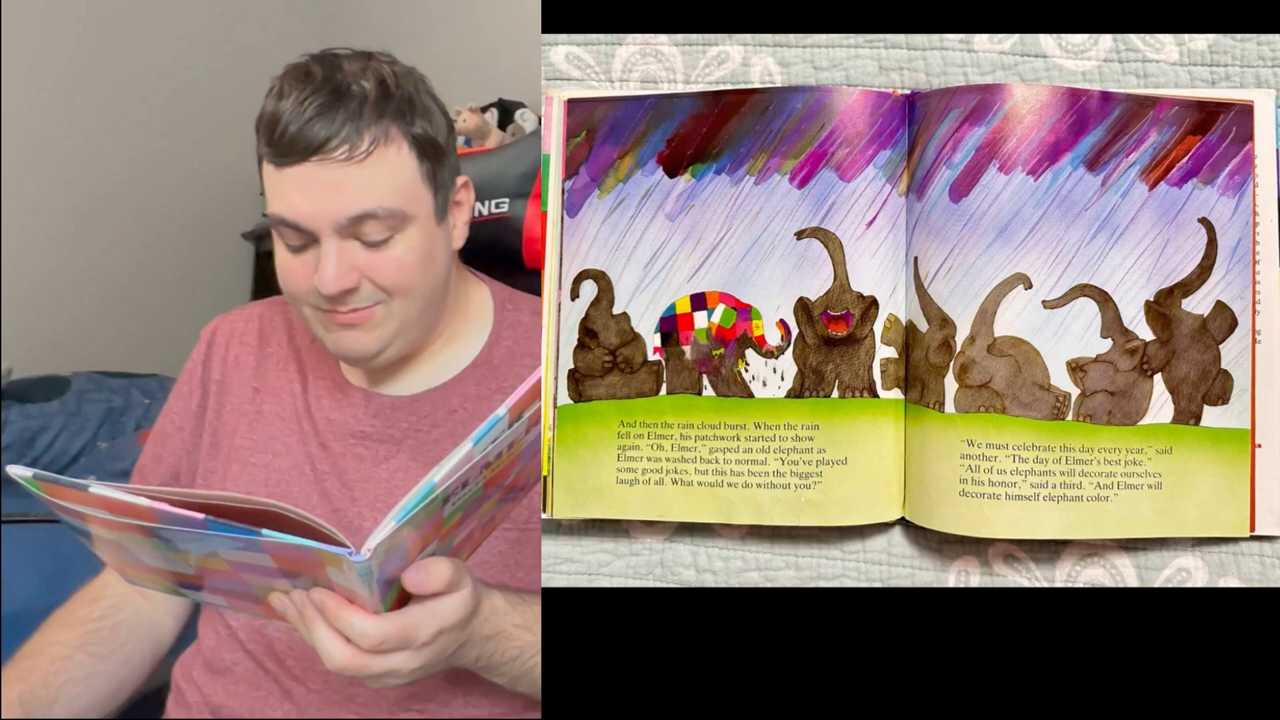 NG
And then the rain cloud burst. When the rain
fell on Elmer, his patchwork started to show
again. "Oh, Elmer," gasped an old elephant as
Elmer was washed back to normal. "You've played
some good jokes, but this has been the biggest
laugh of all. What would we do without you?"
"We must celebrate this day every year," said
another. "The day of Elmer's best joke."
"All of us elephants will decorate ourselves
in his honor," said a third. "And Elmer will
decorate himself elephant color."